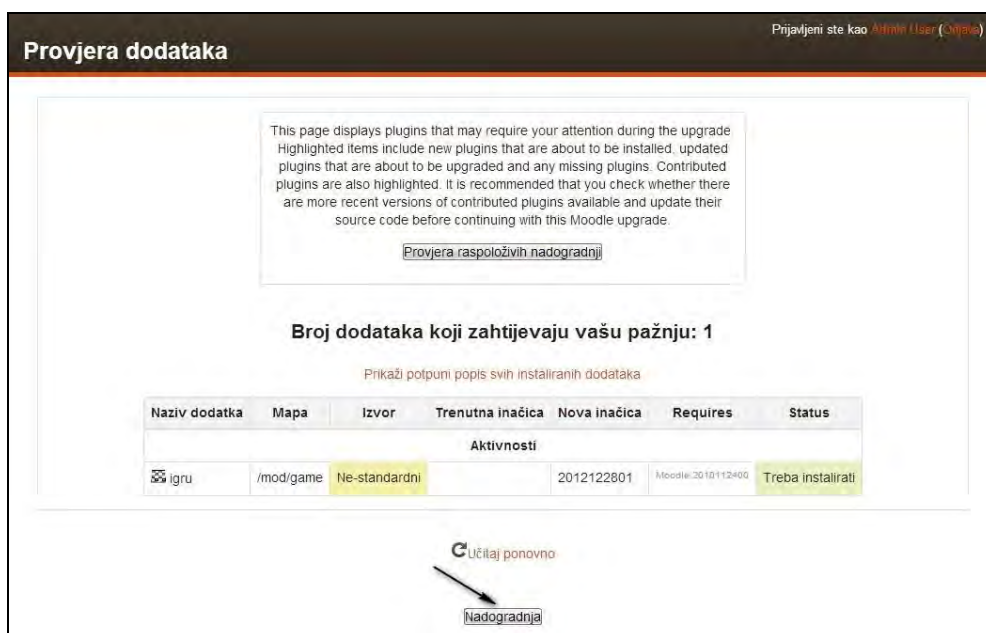 Prijavljeni ste kao Admin User (Odjava)
Provjera dodataka
This page displays plugins that may require your attention during the upgrade
Highlighted items include new plugins that are about to be installed, updated
plugins that are about to be upgraded and any missing plugins. Contributed
plugins are also highlighted. It is recommended that you check whether there
are more recent versions of contributed plugins available and update their
source code before continuing with this Moodle upgrade.
Provjera raspoloživih nadogradnji
Broj dodataka koji zahtijevaju vašu pažnju: 1
Prikaži potpuni popis svih instaliranih dodataka
Naziv dodatka Mapa Izvor Trenutna inačica Nova inačica Requires Status
Aktivnosti
igru /mod/game Ne-standardni 2012122801 Moodle 2010112400 Treba instalirati
Učitaj ponovno
Nadogradnja